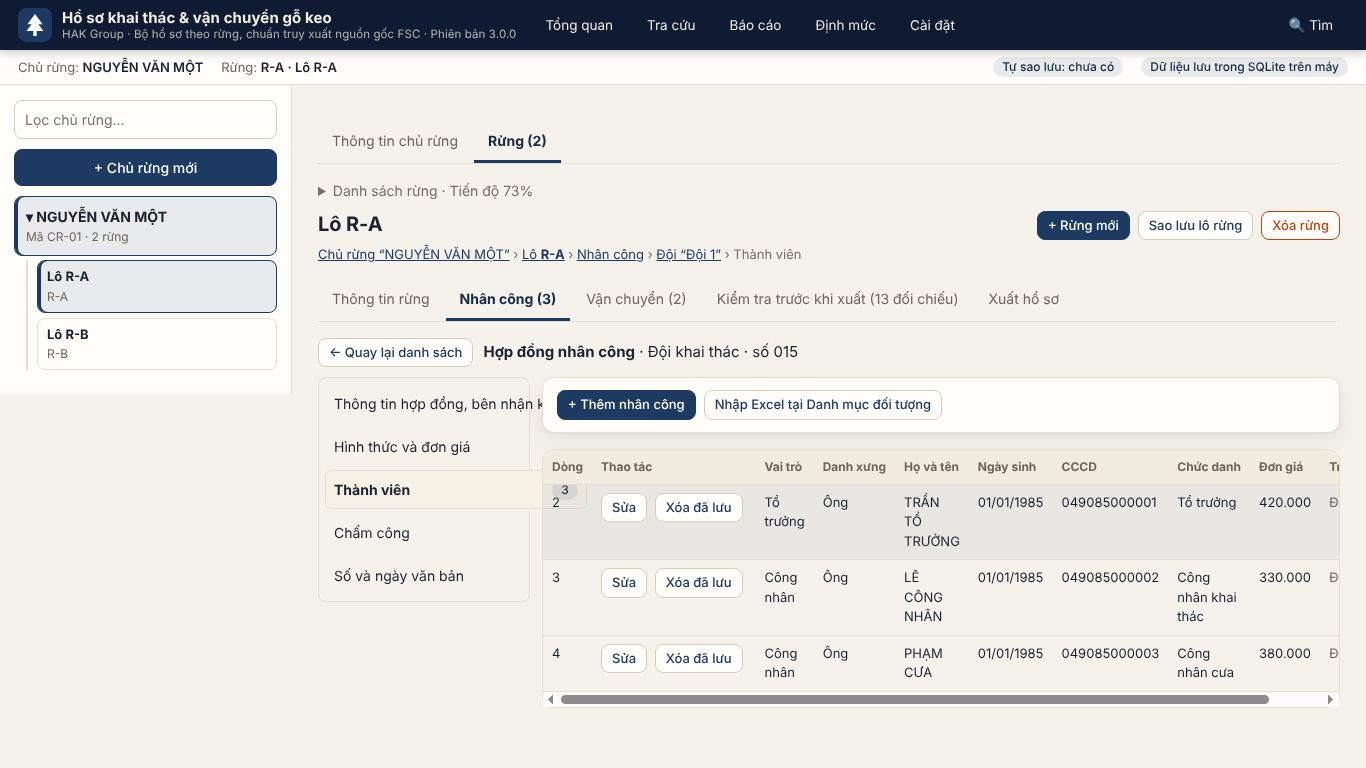 Hồ sơ khai thác & vận chuyển gỗ keo
HAK Group · Bộ hồ sơ theo rừng, chuẩn truy xuất nguồn gốc FSC · Phiên bản 3.0.0
Tổng quan
Tra cứu
Báo cáo
Định mức
Cài đặt
🔍 Tìm
Chủ rừng: NGUYỄN VĂN MỘT Rừng: R-A · Lô R-A
Tự sao lưu: chưa có
Dữ liệu lưu trong SQLite trên máy
Lọc chủ rừng...
+ Chủ rừng mới
▾ NGUYỄN VĂN MỘT
Mã CR-01 · 2 rừng
Lô R-A
R-A
Lô R-B
R-B
Thông tin chủ rừng
Rừng (2)
▶ Danh sách rừng · Tiến độ 73%
Lô R-A
+ Rừng mới
Sao lưu lô rừng
Xóa rừng
Chủ rừng “NGUYỄN VĂN MỘT” › Lô R-A › Nhân công › Đội “Đội 1” › Thành viên
Thông tin rừng
Nhân công (3)
Vận chuyển (2)
Kiểm tra trước khi xuất (13 đối chiếu)
Xuất hồ sơ
← Quay lại danh sách
Hợp đồng nhân công · Đội khai thác · số 015
Thông tin hợp đồng, bên nhận
Hình thức và đơn giá
Thành viên
3
Chấm công
Số và ngày văn bản
+ Thêm nhân công
Nhập Excel tại Danh mục đối tượng
Dòng Thao tác Vai trò Danh xưng Họ và tên Ngày sinh CCCD Chức danh Đơn giá
2 Sửa Xóa đã lưu Tổ trưởng Ông TRẦN TỔ TRƯỞNG 01/01/1985 049085000001 Tổ trưởng 420.000
3 Sửa Xóa đã lưu Công nhân Ông LÊ CÔNG NHÂN 01/01/1985 049085000002 Công nhân khai thác 330.000
4 Sửa Xóa đã lưu Công nhân Ông PHẠM CƯA 01/01/1985 049085000003 Công nhân cưa 380.000